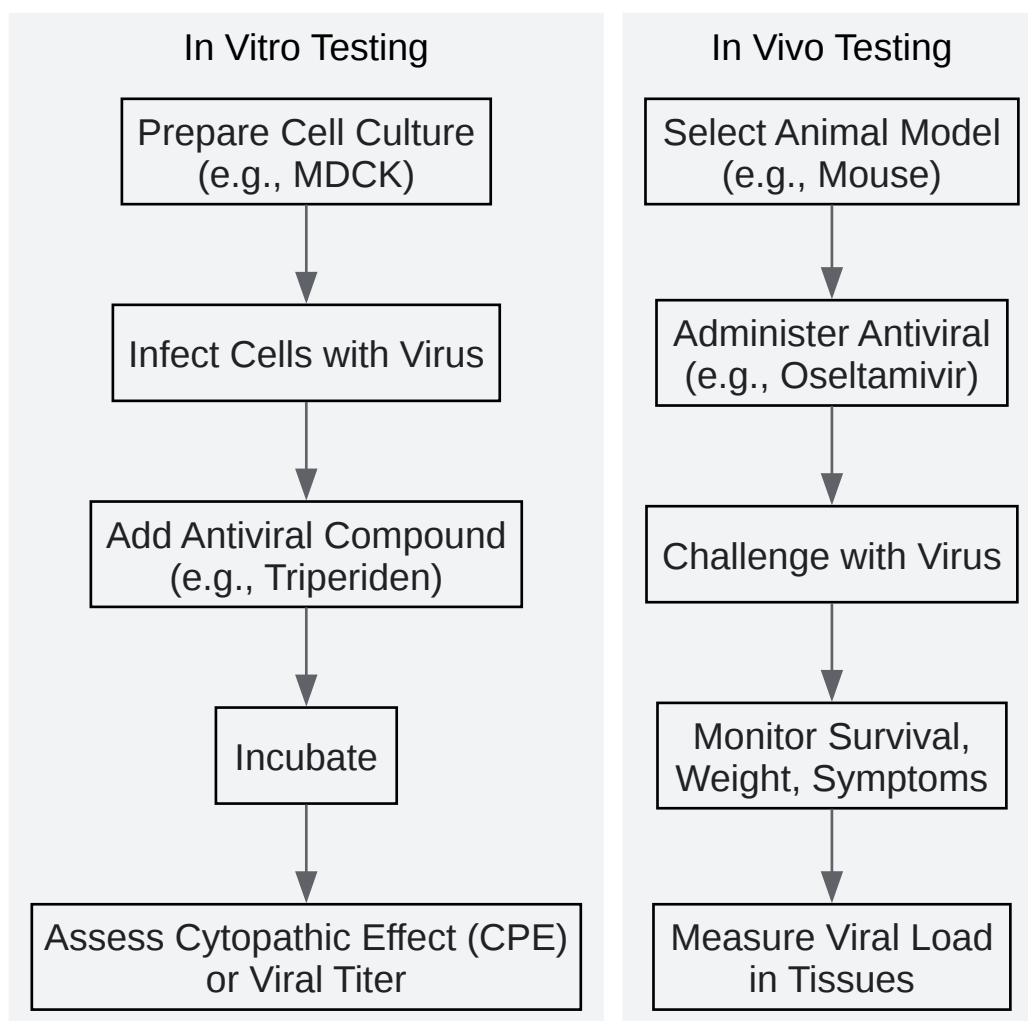 In Vitro Testing
Prepare Cell Culture
(e.g., MDCK)
Infect Cells with Virus
Add Antiviral Compound
(e.g., Triperiden)
Incubate
Assess Cytopathic Effect (CPE)
or Viral Titer
In Vivo Testing
Select Animal Model
(e.g., Mouse)
Administer Antiviral
(e.g., Oseltamivir)
Challenge with Virus
Monitor Survival,
Weight, Symptoms
Measure Viral Load
in Tissues